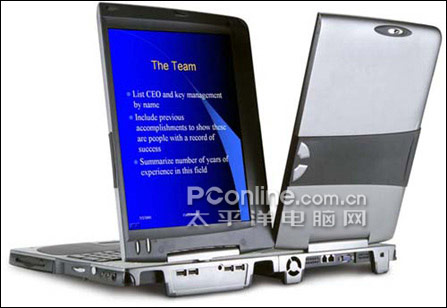 The Team
List CEO and key management
by name
Include previous
accomplishments to show these
are people with a record of
success
Summarize number of years of
experience in this field
PConline.com.cn
太平洋电脑网